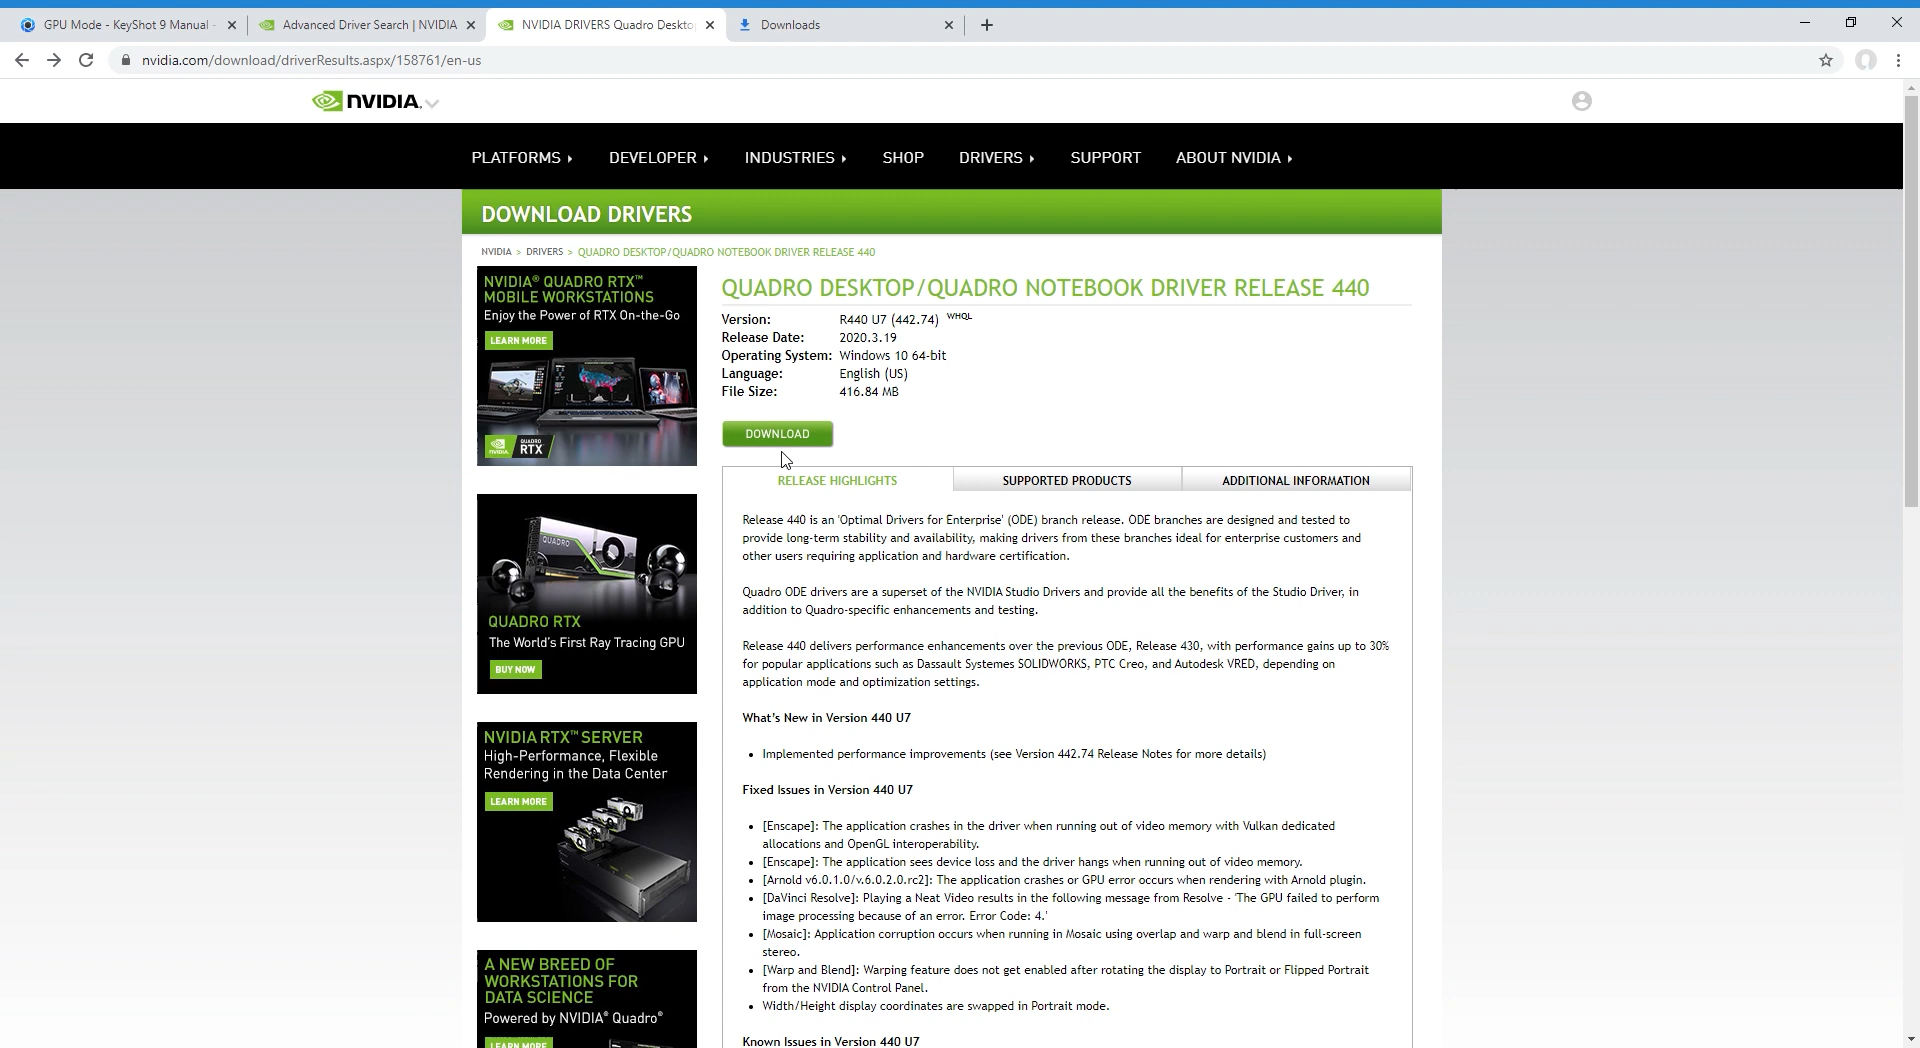 GPU Mode - KeyShot 9 Manual -
Advanced Driver Search | NVIDIA
NVIDIA DRIVERS Quadro Deskto
Downloads
nvidia.com/download/driverResults.aspx/158761/en-us
NVIDIA.
PLATFORMS
DEVELOPER
INDUSTRIES
SHOP
DRIVERS
SUPPORT
ABOUT NVIDIA
DOWNLOAD DRIVERS
NVIDIA > DRIVERS > QUADRO DESKTOP/QUADRO NOTEBOOK DRIVER RELEASE 440
NVIDIA® QUADRO RTX™
MOBILE WORKSTATIONS
Enjoy the Power of RTX On-the-Go
LEARN MORE
NVIDIA
QUADRO
RTX
QUADRO DESKTOP/QUADRO NOTEBOOK DRIVER RELEASE 440
Version: R440 U7 (442.74) WHQL
Release Date: 2020.3.19
Operating System: Windows 10 64-bit
Language: English (US)
File Size: 416.84 MB
DOWNLOAD
RELEASE HIGHLIGHTS
SUPPORTED PRODUCTS
ADDITIONAL INFORMATION
QUADRO
QUADRO RTX
The World's First Ray Tracing GPU
BUY NOW
Release 440 is an 'Optimal Drivers for Enterprise' (ODE) branch release. ODE branches are designed and tested to
provide long-term stability and availability, making drivers from these branches ideal for enterprise customers and
other users requiring application and hardware certification.
Quadro ODE drivers are a superset of the NVIDIA Studio Drivers and provide all the benefits of the Studio Driver, in
addition to Quadro-specific enhancements and testing.
Release 440 delivers performance enhancements over the previous ODE, Release 430, with performance gains up to 30%
for popular applications such as Dassault Systemes SOLIDWORKS, PTC Creo, and Autodesk VRED, depending on
application mode and optimization settings.
What's New in Version 440 U7
• Implemented performance improvements (see Version 442.74 Release Notes for more details)
NVIDIA RTX™ SERVER
High-Performance, Flexible
Rendering in the Data Center
LEARN MORE
Fixed Issues in Version 440 U7
• [Enscape]: The application crashes in the driver when running out of video memory with Vulkan dedicated
allocations and OpenGL interoperability.
• [Enscape]: The application sees device loss and the driver hangs when running out of video memory.
• [Arnold v6.0.1.0/v.6.0.2.0.rc2]: The application crashes or GPU error occurs when rendering with Arnold plugin.
• [DaVinci Resolve]: Playing a Neat Video results in the following message from Resolve - 'The GPU failed to perform
image processing because of an error. Error Code: 4.'
• [Mosaic]: Application corruption occurs when running in Mosaic using overlap and warp and blend in full-screen
stereo.
• [Warp and Blend]: Warping feature does not get enabled after rotating the display to Portrait or Flipped Portrait
from the NVIDIA Control Panel.
• Width/Height display coordinates are swapped in Portrait mode.
A NEW BREED OF
WORKSTATIONS FOR
DATA SCIENCE
Powered by NVIDIA® Quadro®
LEARN MORE
Known Issues in Version 440 U7